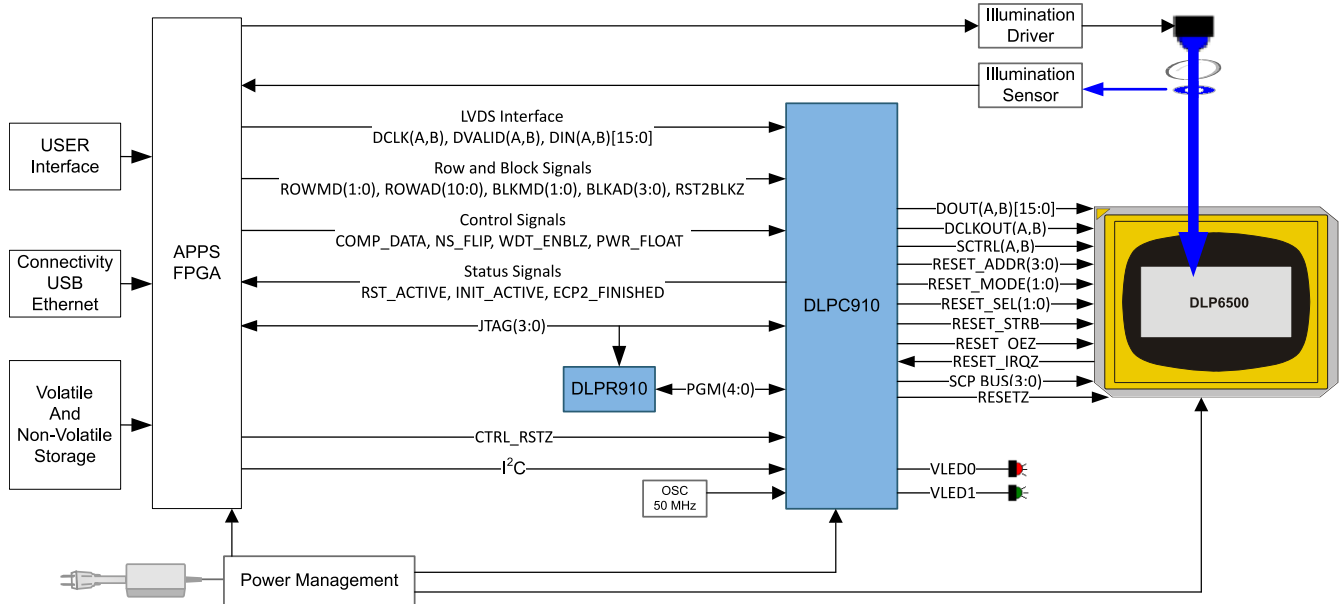 Illumination
Driver
Illumination
Sensor
USER
Interface
Connectivity
USB
Ethernet
Volatile
And
Non-Volatile
Storage
APPS
FPGA
LVDS Interface
DCLK(A,B), DVALID(A,B), DIN(A,B)[15:0]
Row and Block Signals
ROWMD(1:0), ROWAD(10:0), BLKMD(1:0), BLKAD(3:0), RST2BLKZ
Control Signals
COMP_DATA, NS_FLIP, WDT_ENBLZ, PWR_FLOAT
Status Signals
RST_ACTIVE, INIT_ACTIVE, ECP2_FINISHED
JTAG(3:0)
DLPR910
PGM(4:0)
CTRL_RSTZ
I²C
OSC
50 MHz
DLPC910
DOUT(A,B)[15:0]
DCLKOUT(A,B)
SCTRL(A,B)
RESET_ADDR(3:0)
RESET_MODE(1:0)
RESET_SEL(1:0)
RESET_STRB
RESET_OEZ
RESET_IRQZ
SCP BUS(3:0)
RESETZ
VLED0
VLED1
DLP6500
Power Management